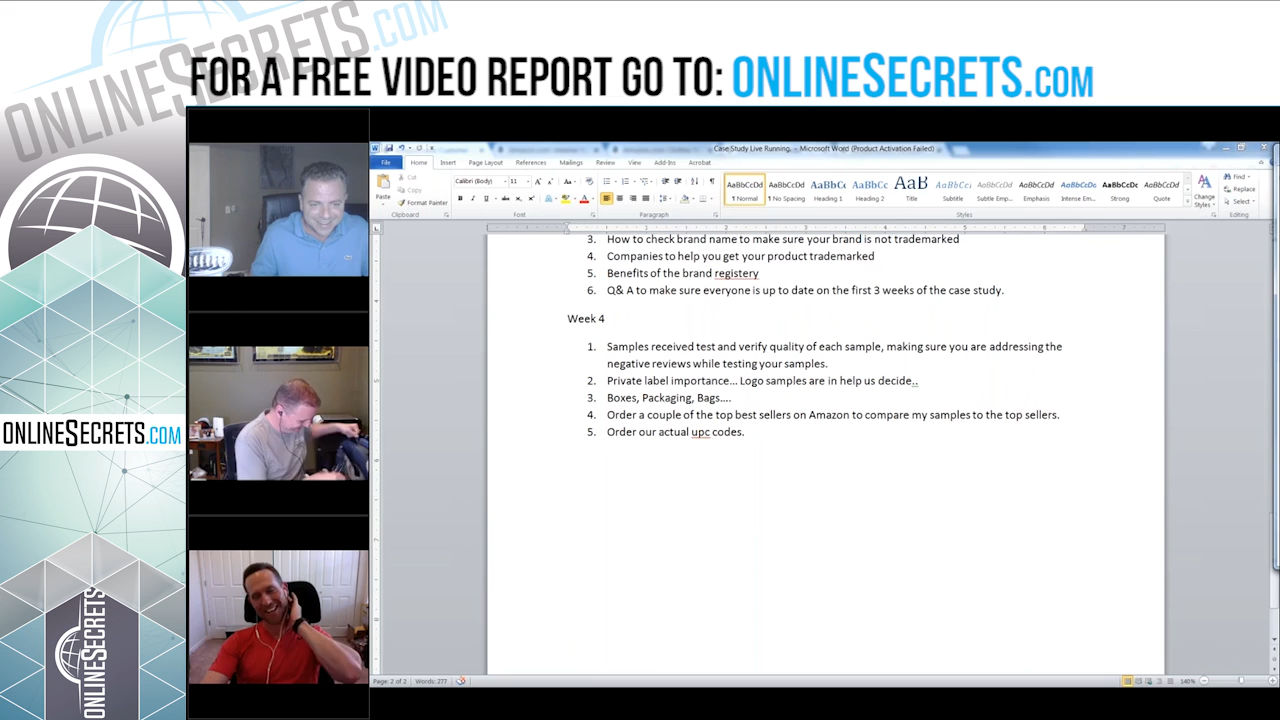 ONLINESECRETS.COM
FOR A FREE VIDEO REPORT GO TO: ONLINESECRETS.COM
Case Study Live Running. - Microsoft Word (Product Activation Failed)
File Home Insert Page Layout References Mailings Review View Add-Ins Acrobat
Cut
Copy
Format Painter
Paste
Calibri (Body) 11
AaBbCcDd AaBbCcDd AaBbCc AaBbCc AaB AaBbCcI AaBbCcDd AaBbCcDd AaBbCcDd AaBbCcDc AaBbCcDd
¶ Normal ¶ No Spacing Heading 1 Heading 2 Title Subtitle Subtle Emp... Emphasis Intense Em... Strong Quote
Change Styles
Find
Replace
Select
Clipboard Font Paragraph Styles Editing
3. How to check brand name to make sure your brand is not trademarked
4. Companies to help you get your product trademarked
5. Benefits of the brand registery
6. Q& A to make sure everyone is up to date on the first 3 weeks of the case study.
Week 4
1. Samples received test and verify quality of each sample, making sure you are addressing the
negative reviews while testing your samples.
2. Private label importance... Logo samples are in help us decide..
3. Boxes, Packaging, Bags....
4. Order a couple of the top best sellers on Amazon to compare my samples to the top sellers.
5. Order our actual upc codes.
ONLINESECRETS.COM
ONLINESECRETS
Page: 2 of 2 Words: 277 140%